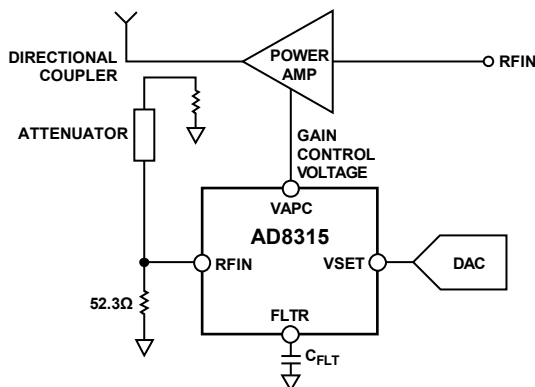 DIRECTIONAL
COUPLER
POWER
AMP
RFIN
ATTENUATOR
GAIN
CONTROL
VOLTAGE
VAPC
AD8315
RFIN
VSET
DAC
52.3Ω
FLTR
CFLT